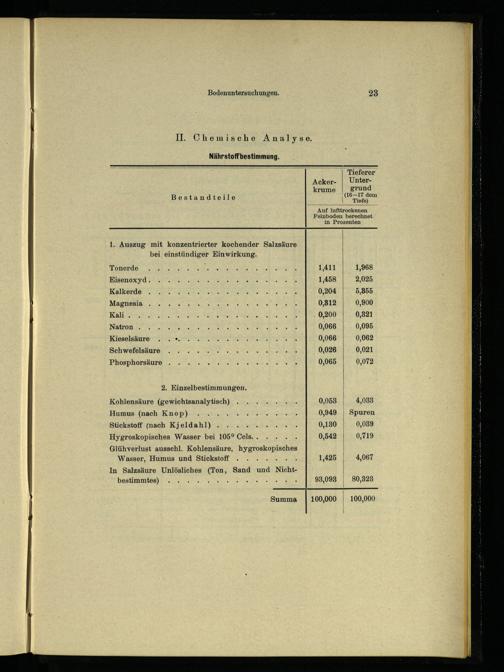 Bodenuntersuchungen. 23
II. Chemische Analyse.
Nährstoffbestimmung.
Bestandteile
Acker-
krume
Tieferer
Unter-
grund
(16—17 dem
Tiefe)
Auf lufttrockenen
Feinboden berechnet
in Prozenten
1. Auszug mit konzentrierter kochender Salzsäure
bei einstündiger Einwirkung.
Tonerde . . . . . . . . . . . . . . . . 1,411 1,968
Eisenoxyd . . . . . . . . . . . . . . . . 1,458 2,025
Kalkerde . . . . . . . . . . . . . . . . 0,204 5,355
Magnesia . . . . . . . . . . . . . . . . 0,312 0,900
Kali . . . . . . . . . . . . . . . . . . 0,200 0,321
Natron . . . . . . . . . . . . . . . . . 0,066 0,095
Kieselsäure . . . . . . . . . . . . . . . 0,066 0,062
Schwefelsäure . . . . . . . . . . . . . . 0,026 0,021
Phosphorsäure . . . . . . . . . . . . . . 0,065 0,072
2. Einzelbestimmungen.
Kohlensäure (gewichtsanalytisch) . . . . . . . 0,053 4,033
Humus (nach Knop) . . . . . . . . . . . 0,949 Spuren
Stickstoff (nach Kjeldahl) . . . . . . . . . 0,130 0,039
Hygroskopisches Wasser bei 105° Cels. . . . . . 0,542 0,719
Glühverlust ausschl. Kohlensäure, hygroskopisches
Wasser, Humus und Stickstoff . . . . . . . 1,425 4,067
In Salzsäure Unlösliches (Ton, Sand und Nicht-
bestimmtes) . . . . . . . . . . . . . . 93,093 80,323
Summa 100,000 100,000